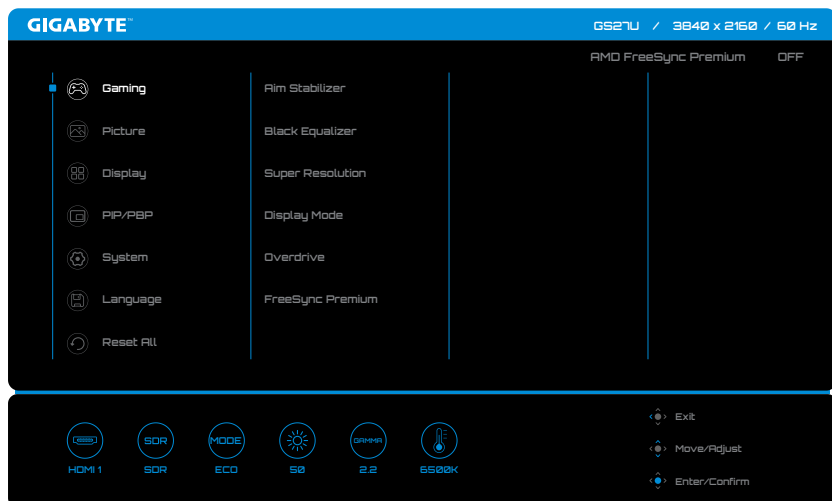 GIGABYTE™
GS27U / 3840 x 2160 / 60 Hz
AMD FreeSync Premium OFF
Gaming
Picture
Display
PIP/PBP
System
Language
Reset All
Aim Stabilizer
Black Equalizer
Super Resolution
Display Mode
Overdrive
FreeSync Premium
SDR
MODE
GAMMA
HDMI 1
SDR
ECO
50
2.2
6500K
Exit
Move/Adjust
Enter/Confirm